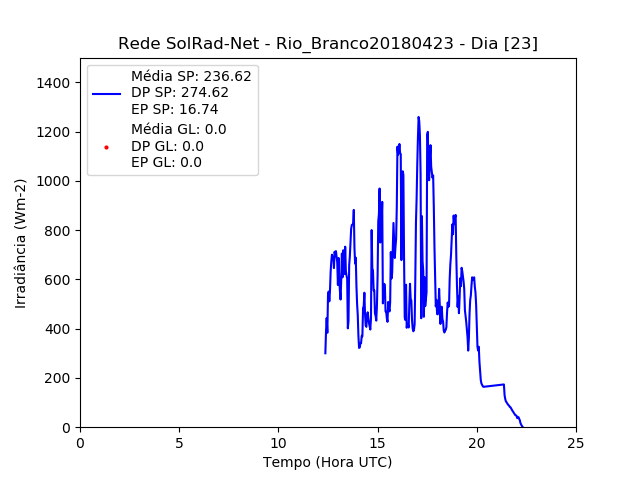 Rede SolRad-Net - Rio_Branco20180423 - Dia [23]
Média SP: 236.62
DP SP: 274.62
EP SP: 16.74
Média GL: 0.0
DP GL: 0.0
EP GL: 0.0
1400
1200
1000
800
600
400
200
0
Irradiância (Wm-2)
0 5 10 15 20 25
Tempo (Hora UTC)